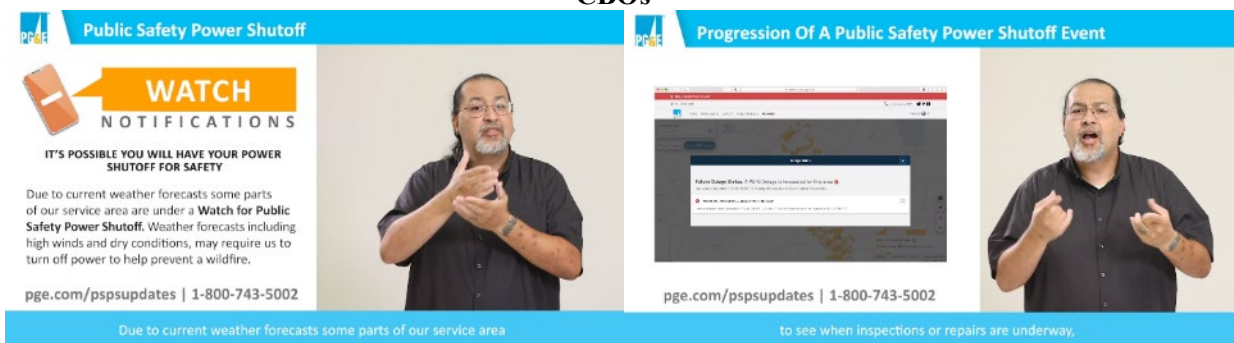 CBOs
PG&E
Public Safety Power Shutoff
WATCH
NOTIFICATIONS
IT'S POSSIBLE YOU WILL HAVE YOUR POWER
SHUTOFF FOR SAFETY
Due to current weather forecasts some parts
of our service area are under a Watch for Public
Safety Power Shutoff. Weather forecasts including
high winds and dry conditions, may require us to
turn off power to help prevent a wildfire.
pge.com/pspsupdates | 1-800-743-5002
Due to current weather forecasts some parts of our service area
PG&E
Progression Of A Public Safety Power Shutoff Event
pge.com/pspsupdates | 1-800-743-5002
to see when inspections or repairs are underway,